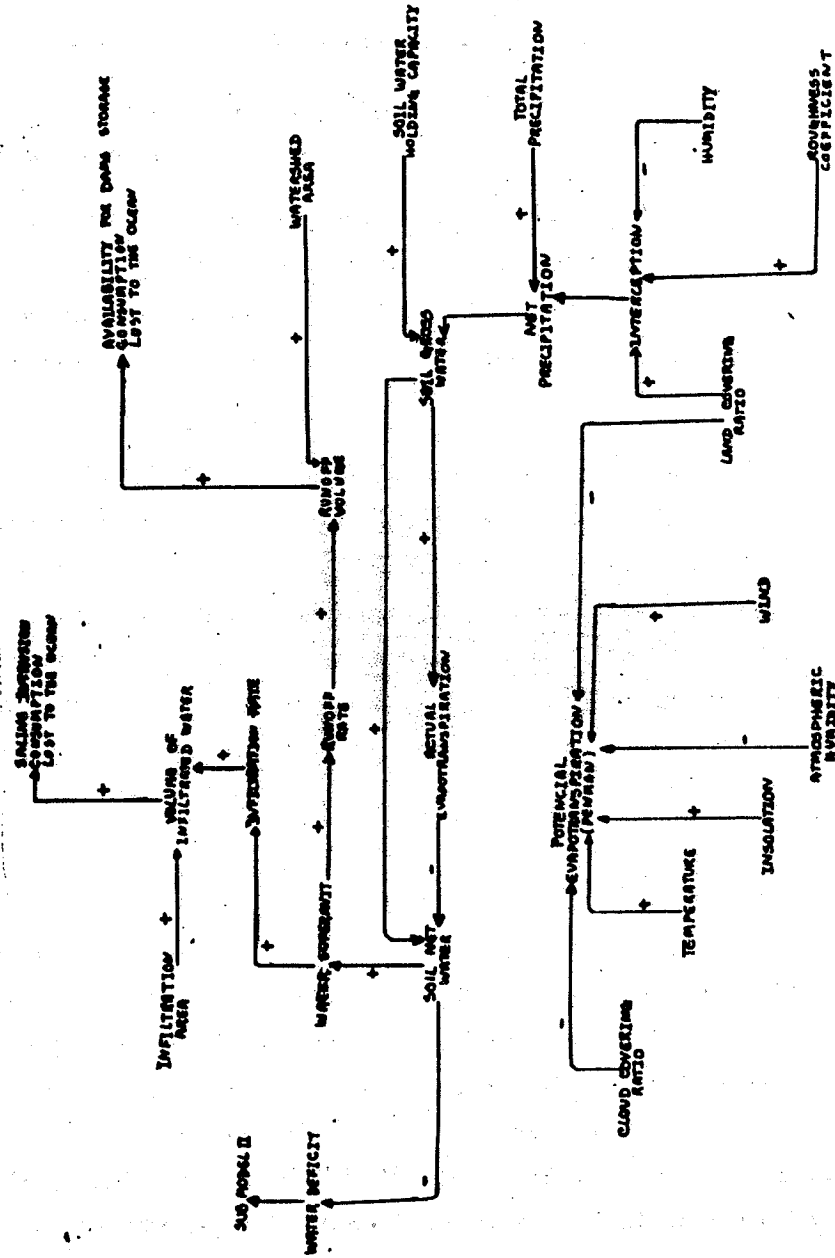 SALINE INTRUSION
CONSUMPTION
LOST TO THE OCEAN
AVAILABILITY FOR DAMS STORAGE
CONSUMPTION
LOST TO THE OCEAN
INFILTRATION
AREA
+
VOLUME OF
INFILTRATED WATER
+
+
INFILTRATION RATE
+
+
WATERSHED
AREA
+
SUB MODEL II
WATER DEFICIT
-
WATER
+
RUNOFF
RATE
+
RUNOFF
VOLUME
+
+
SOIL WATER
HOLDING CAPACITY
+
SOIL NET
WATER
-
ACTUAL
EVAPOTRANSPIRATION
+
SOIL GROSS
WATER
TOTAL
PRECIPITATION
+
NET
PRECIPITATION
POTENCIAL
EVAPOTRANSPIRATION
(PENMAN)
-
-
INTERCEPTION
+
-
+
CLOUD COVERING
RATIO
TEMPERATURE
+
INSOLATION
+
ATMOSPHERIC
-
WIND
+
LAND COVERING
RATIO
HUMIDITY
ROUGHNESS
COEFFICIENT